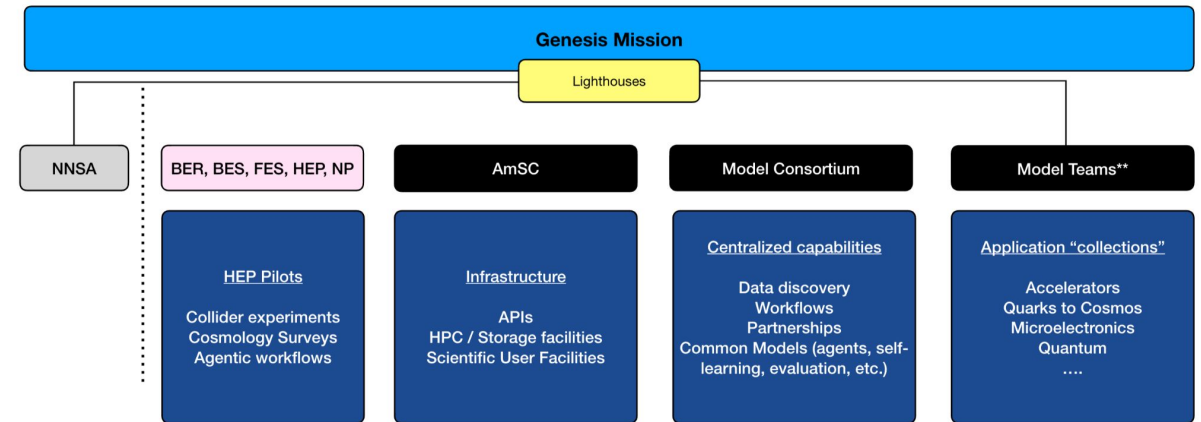 Genesis Mission
Lighthouses
NNSA
BER, BES, FES, HEP, NP
AmSC
Model Consortium
Model Teams**
HEP Pilots
Collider experiments
Cosmology Surveys
Agentic workflows
Infrastructure
APIs
HPC / Storage facilities
Scientific User Facilities
Centralized capabilities
Data discovery
Workflows
Partnerships
Common Models (agents, self-
learning, evaluation, etc.)
Application “collections”
Accelerators
Quarks to Cosmos
Microelectronics
Quantum
....